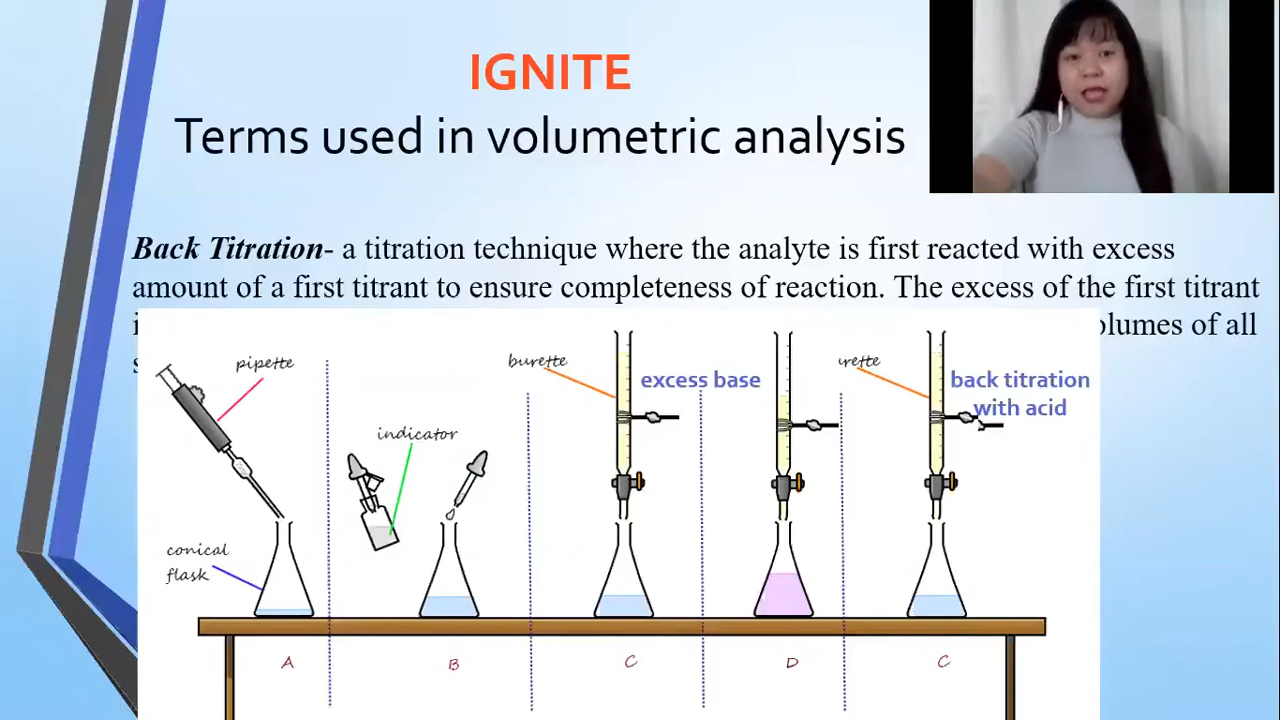 IGNITE
Terms used in volumetric analysis
Back Titration- a titration technique where the analyte is first reacted with excess
amount of a first titrant to ensure completeness of reaction. The excess of the first titrant
olumes of all
pipette
burette
urette
excess base
back titration
with acid
indicator
conical
flask
A
B
C
D
C